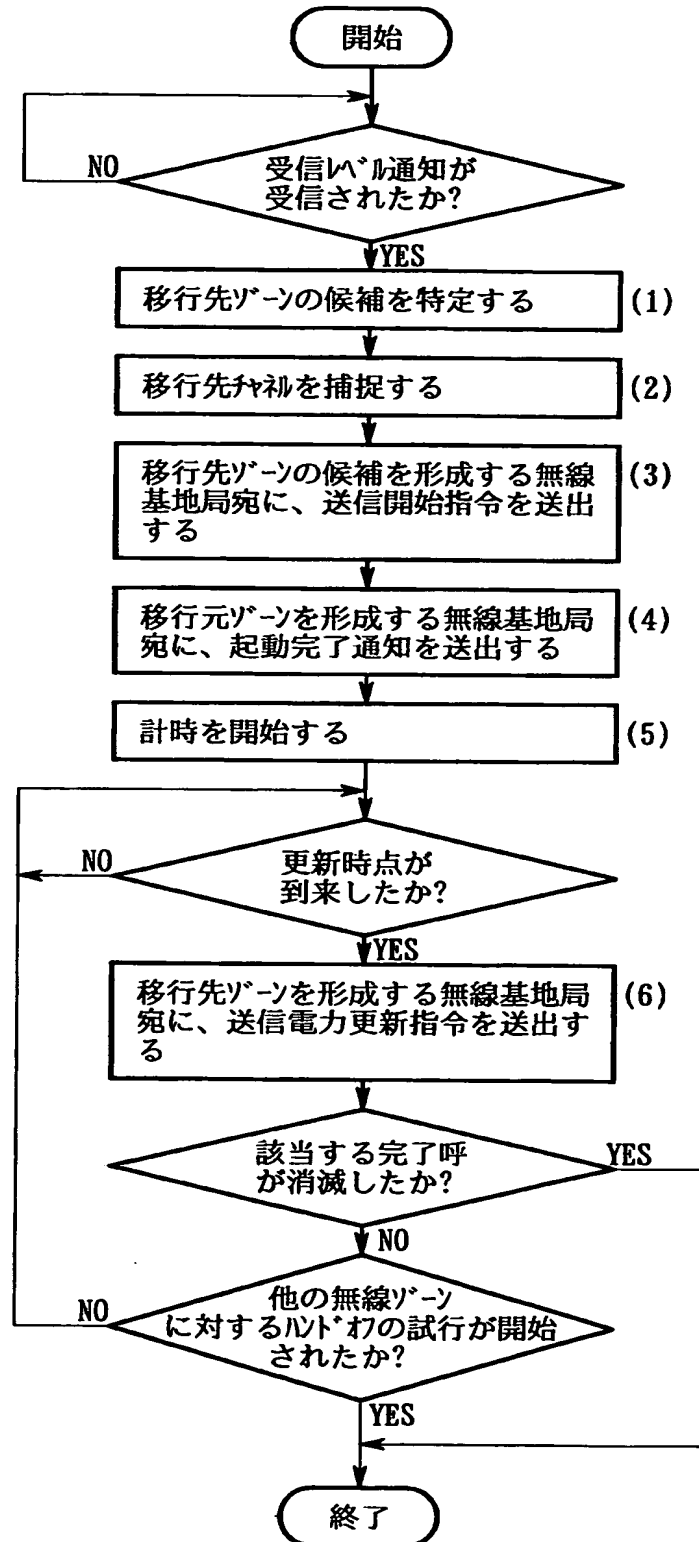 開始
受信レベル通知が
受信されたか?
NO
YES
移行先ゾーンの候補を特定する
(1)
移行先チャネルを捕捉する
(2)
移行先ゾーンの候補を形成する無線
基地局宛に、送信開始指令を送出
する
(3)
移行元ゾーンを形成する無線基地局
宛に、起動完了通知を送出する
(4)
計時を開始する
(5)
更新時点が
到来したか?
NO
YES
移行先ゾーンを形成する無線基地局
宛に、送信電力更新指令を送出す
る
(6)
該当する完了呼
が消滅したか?
YES
NO
他の無線ゾーン
に対するハンドオフの試行が開始
されたか?
NO
YES
終了